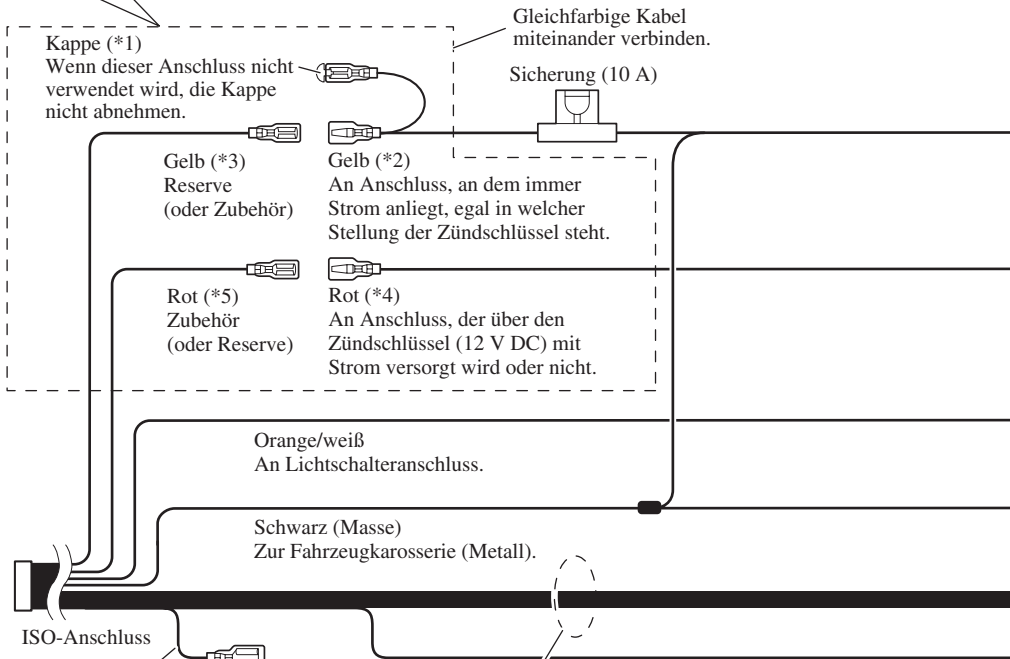 Gleichfarbige Kabel
miteinander verbinden.
Kappe (*1)
Wenn dieser Anschluss nicht
verwendet wird, die Kappe
nicht abnehmen.
Sicherung (10 A)
Gelb (*3)
Reserve
(oder Zubehör)
Gelb (*2)
An Anschluss, an dem immer
Strom anliegt, egal in welcher
Stellung der Zündschlüssel steht.
Rot (*5)
Zubehör
(oder Reserve)
Rot (*4)
An Anschluss, der über den
Zündschlüssel (12 V DC) mit
Strom versorgt wird oder nicht.
Orange/weiß
An Lichtschalteranschluss.
Schwarz (Masse)
Zur Fahrzeugkarosserie (Metall).
ISO-Anschluss